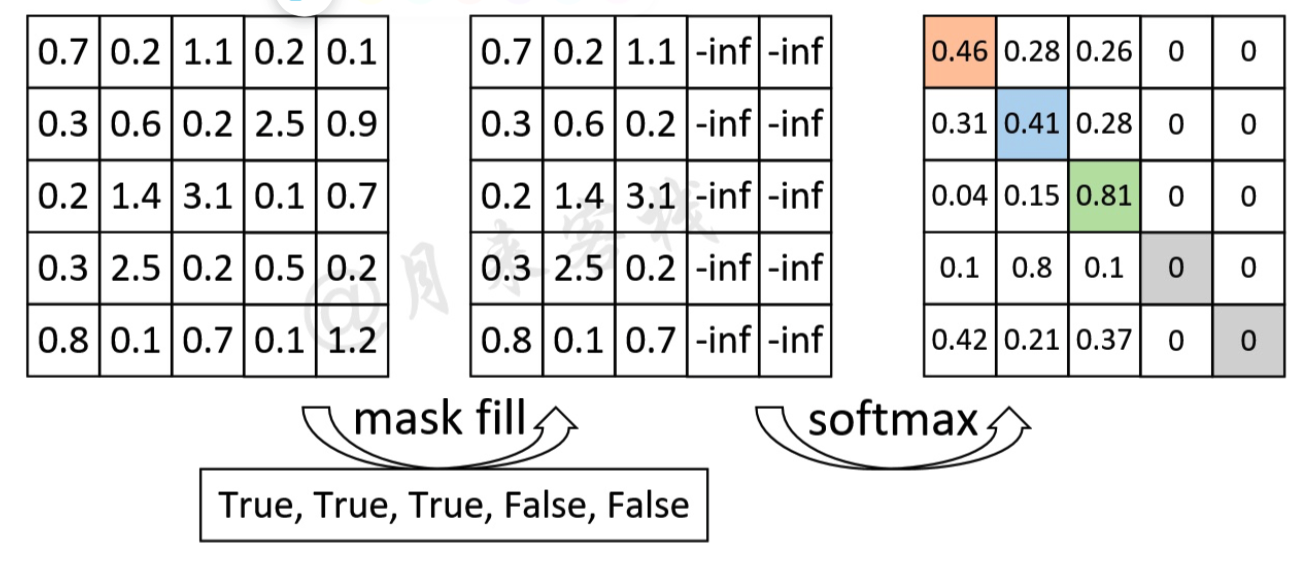 0.7 0.2 1.1 0.2 0.1 0.7 0.2 1.1 -inf -inf 0.46 0.28 0.26 0 0
0.3 0.6 0.2 2.5 0.9 0.3 0.6 0.2 -inf -inf 0.31 0.41 0.28 0 0
0.2 1.4 3.1 0.1 0.7 0.2 1.4 3.1 -inf -inf 0.04 0.15 0.81 0 0
0.3 2.5 0.2 0.5 0.2 0.3 2.5 0.2 -inf -inf 0.1 0.8 0.1 0 0
0.8 0.1 0.7 0.1 1.2 0.8 0.1 0.7 -inf -inf 0.42 0.21 0.37 0 0
@月来客栈
mask fill softmax
True, True, True, False, False